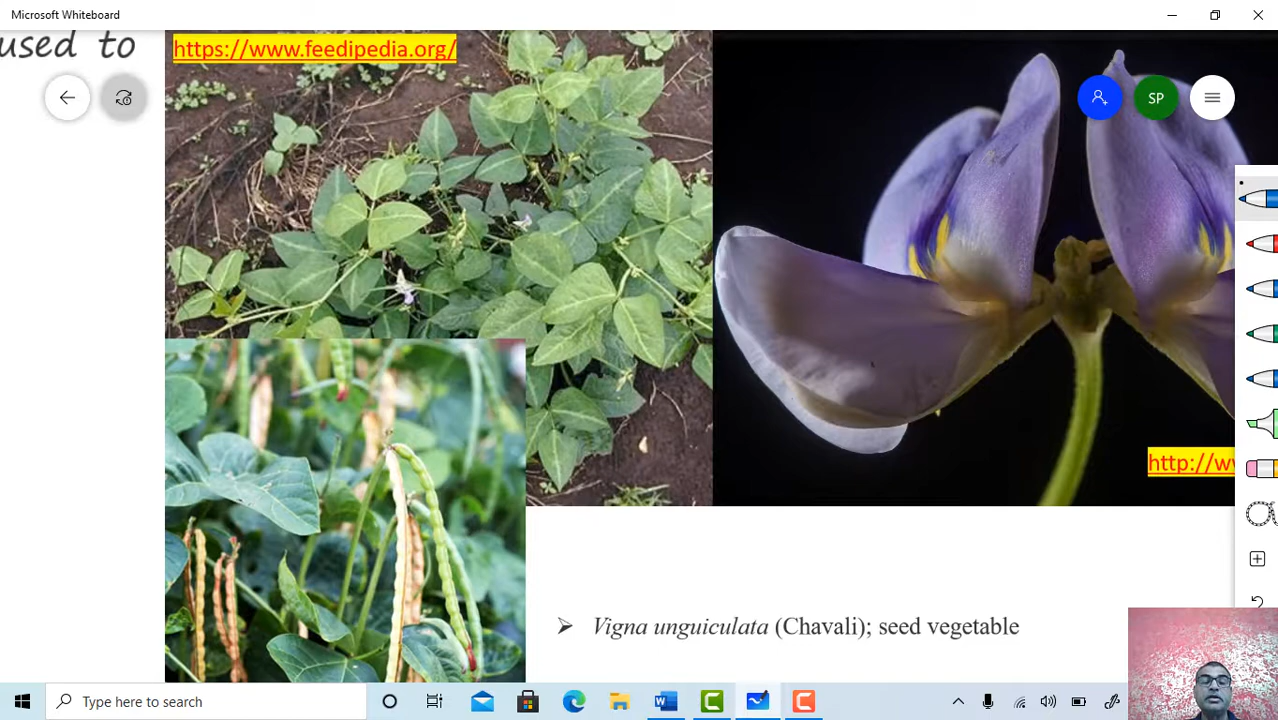 Microsoft Whiteboard
used to
https://www.feedipedia.org/
SP
http://w
➢ Vigna unguiculata (Chavali); seed vegetable
Type here to search